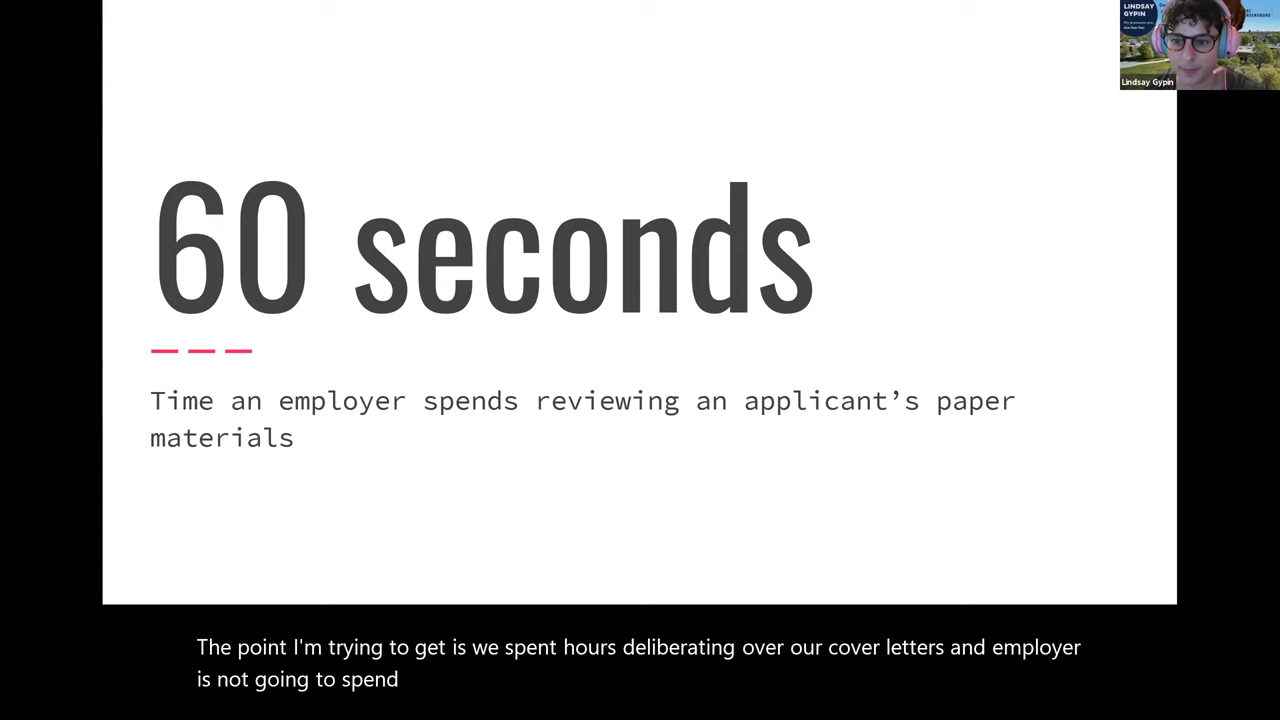 LINDSAY
GYPIN
Lindsay Gypin
60 seconds
Time an employer spends reviewing an applicant’s paper
materials
The point I'm trying to get is we spent hours deliberating over our cover letters and employer
is not going to spend